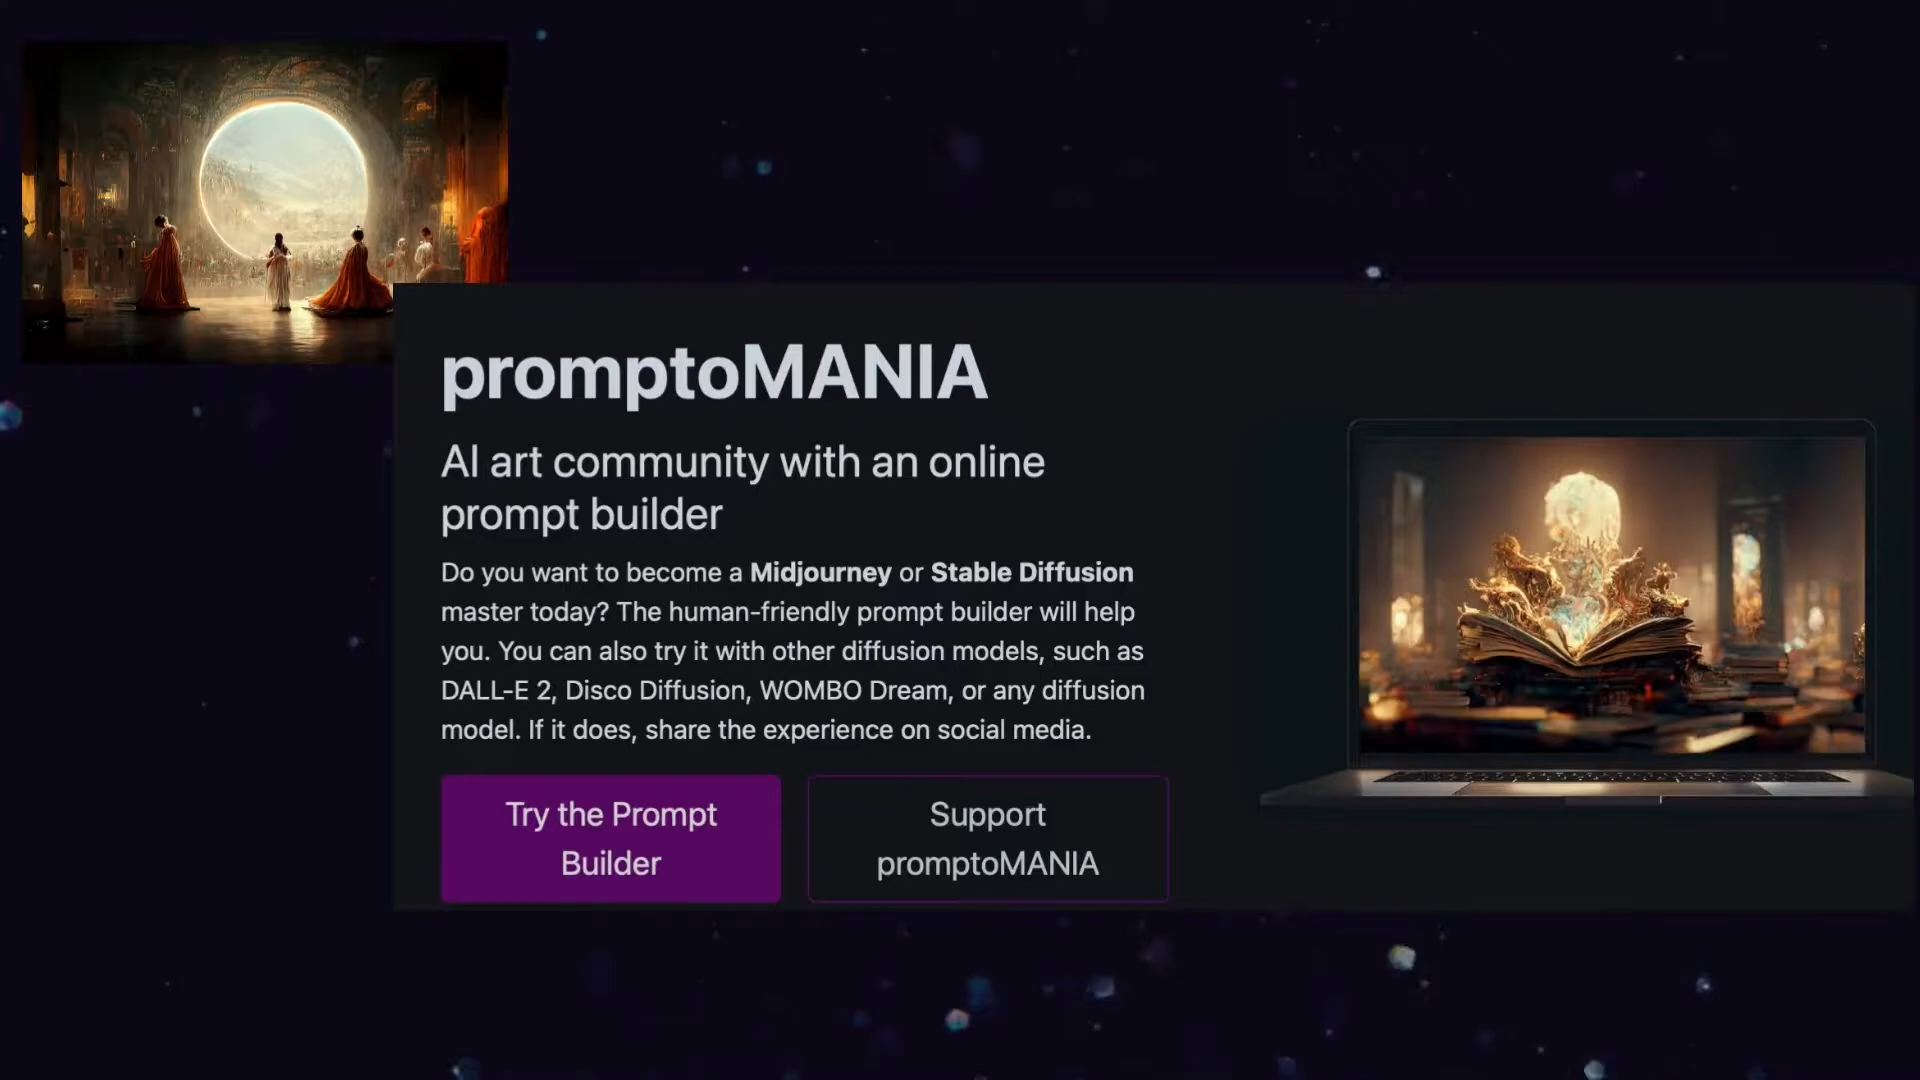 promptoMANIA
AI art community with an online
prompt builder
Do you want to become a Midjourney or Stable Diffusion
master today? The human-friendly prompt builder will help
you. You can also try it with other diffusion models, such as
DALL-E 2, Disco Diffusion, WOMBO Dream, or any diffusion
model. If it does, share the experience on social media.
Try the Prompt
Builder
Support
promptoMANIA